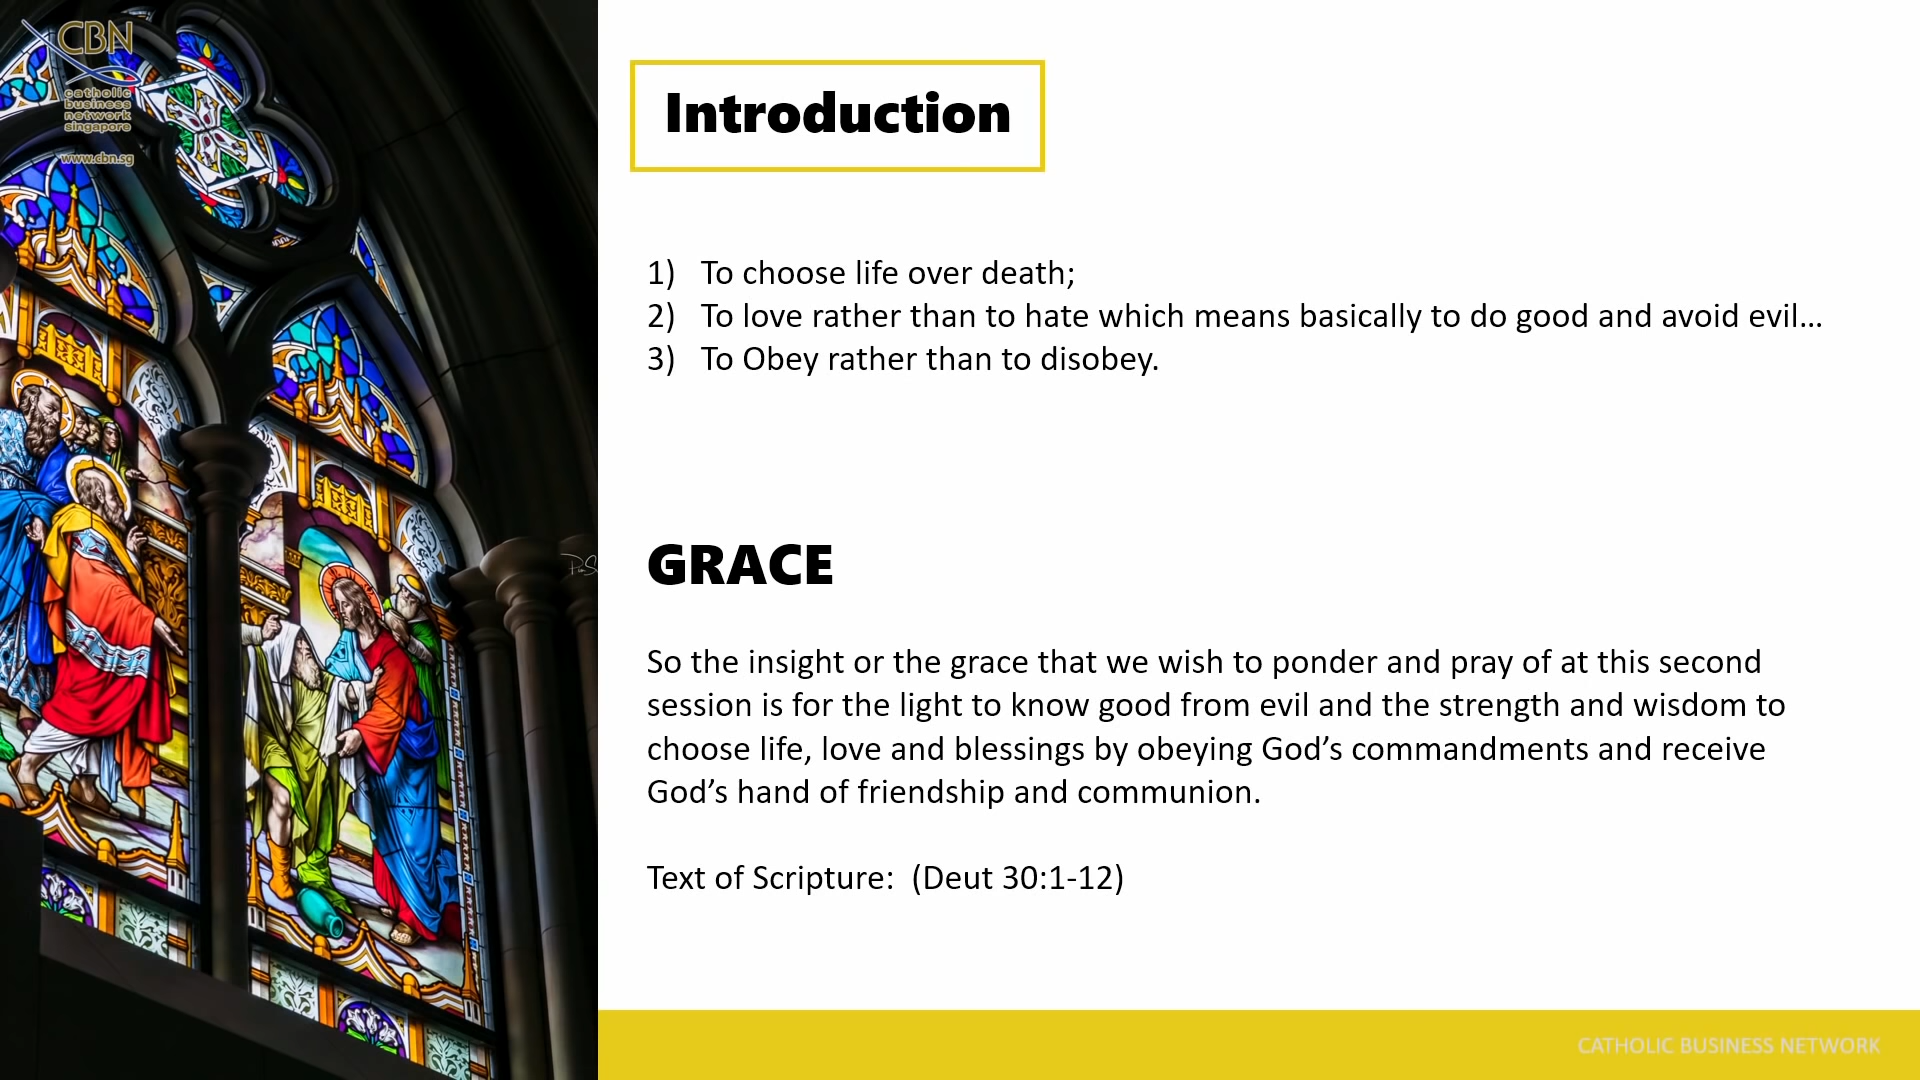 CBN
catholic
business
network
singapore
www.cbn.sg
Introduction
1) To choose life over death;
2) To love rather than to hate which means basically to do good and avoid evil...
3) To Obey rather than to disobey.
GRACE
So the insight or the grace that we wish to ponder and pray of at this second
session is for the light to know good from evil and the strength and wisdom to
choose life, love and blessings by obeying God’s commandments and receive
God’s hand of friendship and communion.
Text of Scripture: (Deut 30:1-12)
CATHOLIC BUSINESS NETWORK